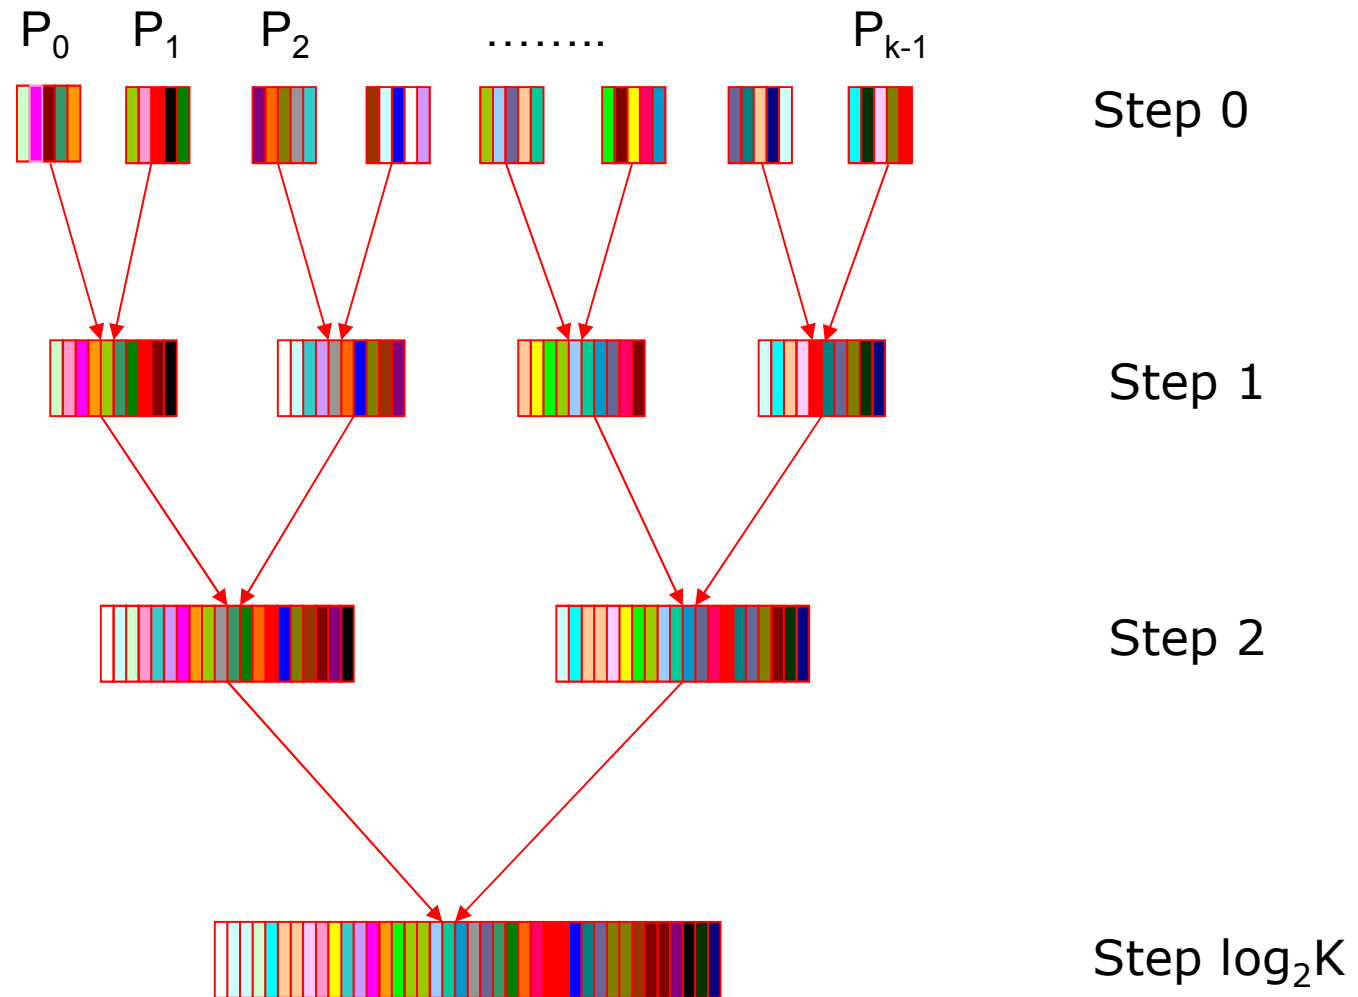 P₀ P₁ P₂ …….. Pₖ₋₁
Step 0
Step 1
Step 2
Step log₂K